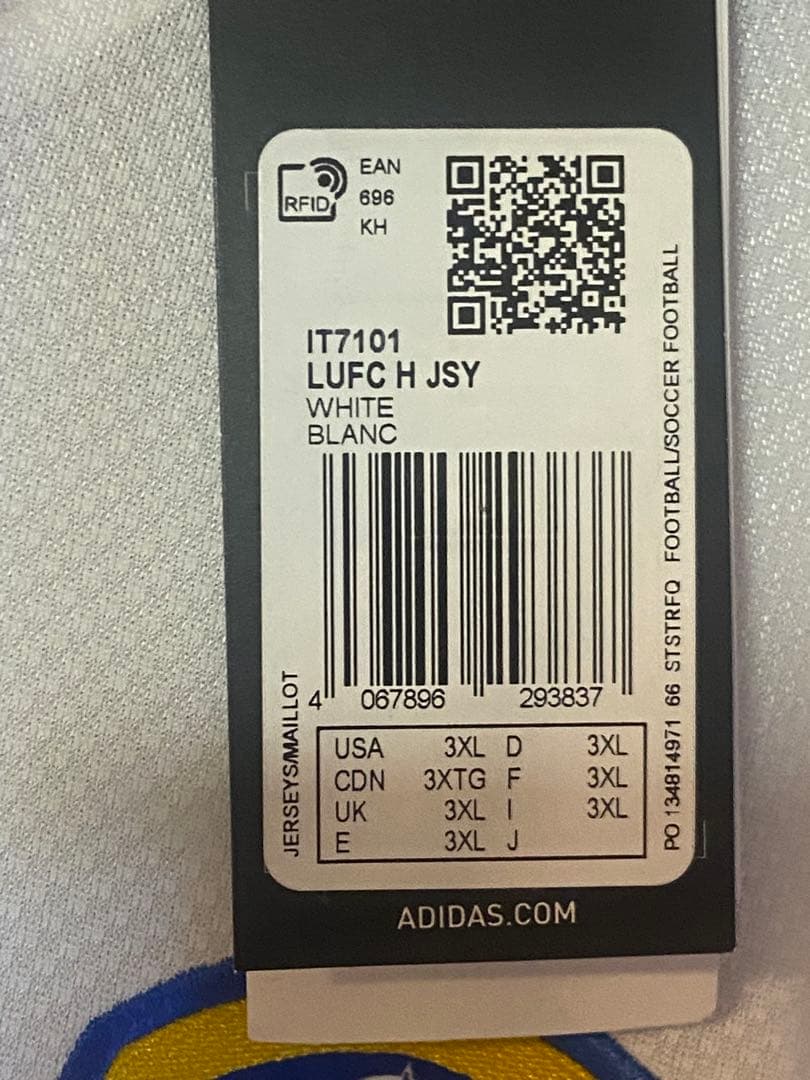 RFID
EAN
696
KH
IT7101
LUFC H JSY
WHITE
BLANC
4 067896 293837
USA 3XL D 3XL
CDN 3XTG F 3XL
UK 3XL I 3XL
E 3XL J
JERSEYS/MAILLOT
PO 134814971 66 STSTRFQ FOOTBALL/SOCCER FOOTBALL
ADIDAS.COM